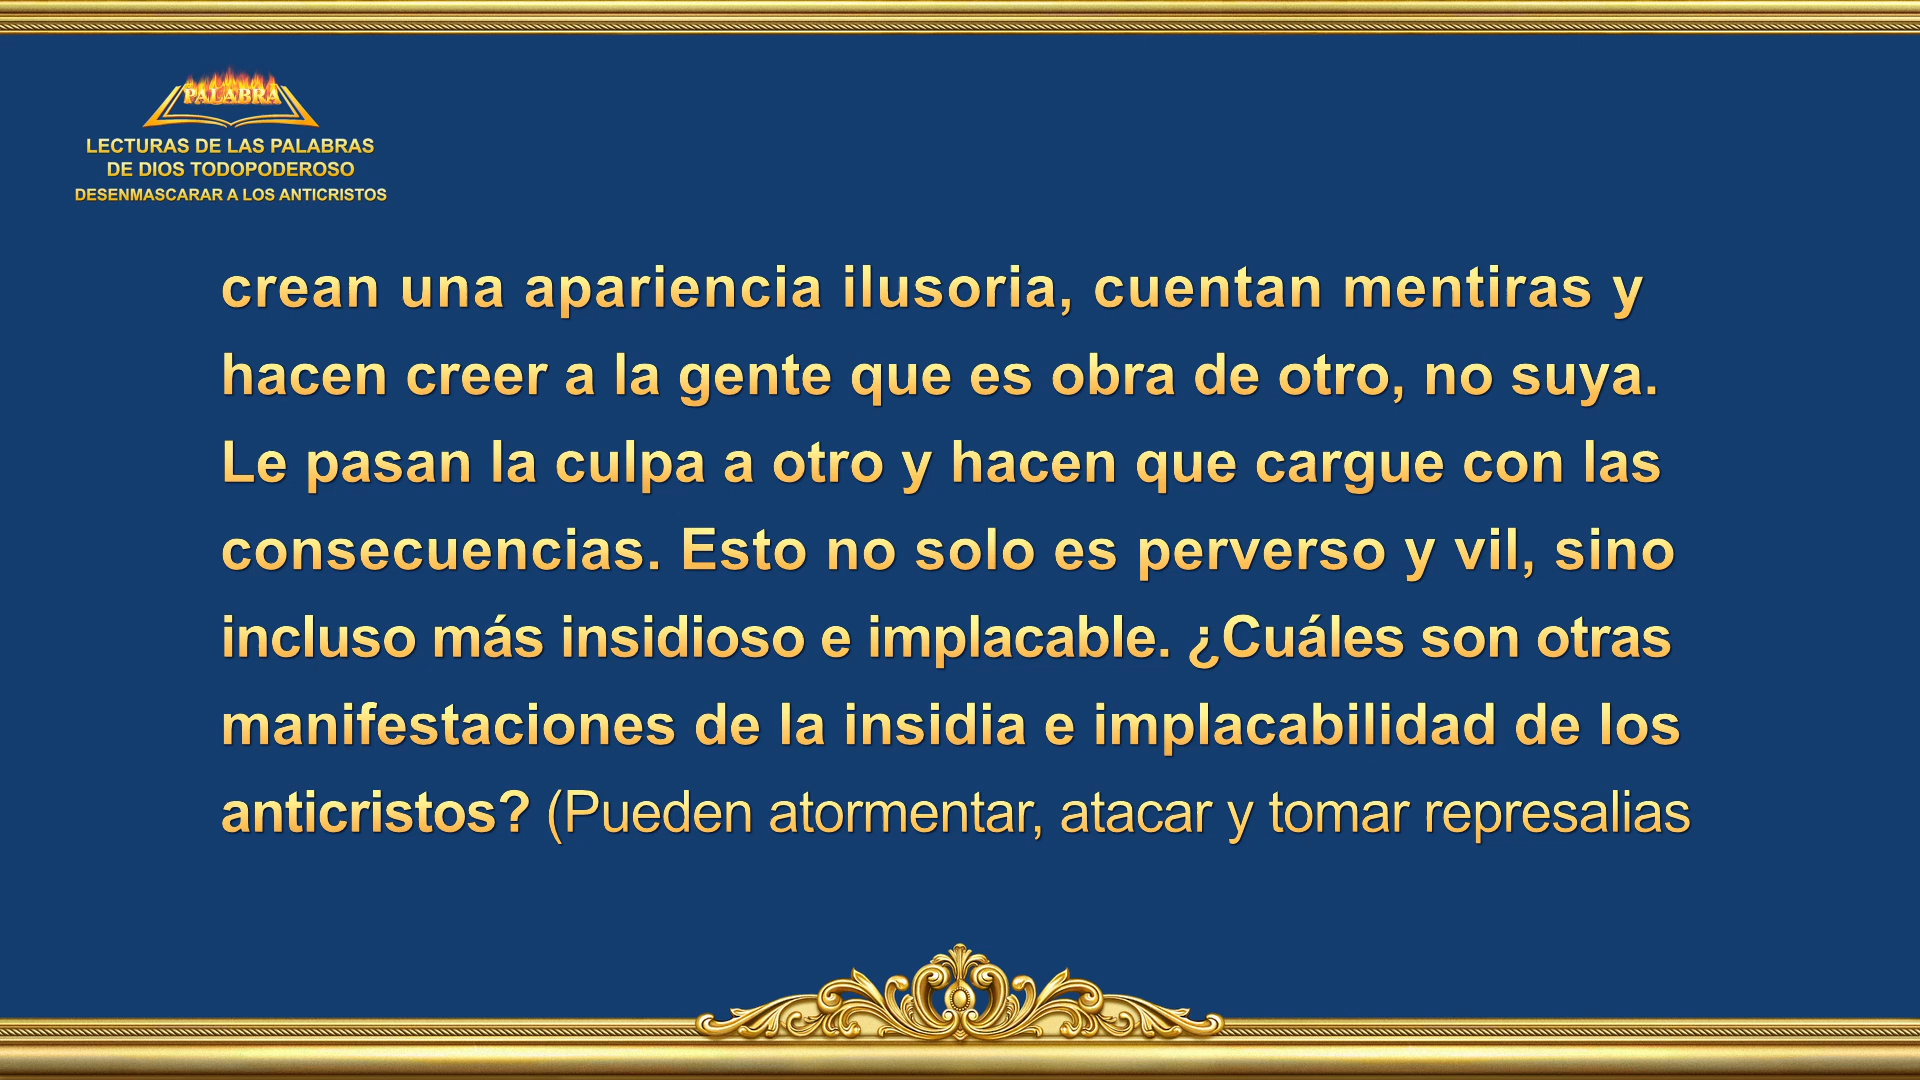 PALABRA
LECTURAS DE LAS PALABRAS
DE DIOS TODOPODEROSO
DESENMASCARAR A LOS ANTICRISTOS
crean una apariencia ilusoria, cuentan mentiras y
hacen creer a la gente que es obra de otro, no suya.
Le pasan la culpa a otro y hacen que cargue con las
consecuencias. Esto no solo es perverso y vil, sino
incluso más insidioso e implacable. ¿Cuáles son otras
manifestaciones de la insidia e implacabilidad de los
anticristos? (Pueden atormentar, atacar y tomar represalias